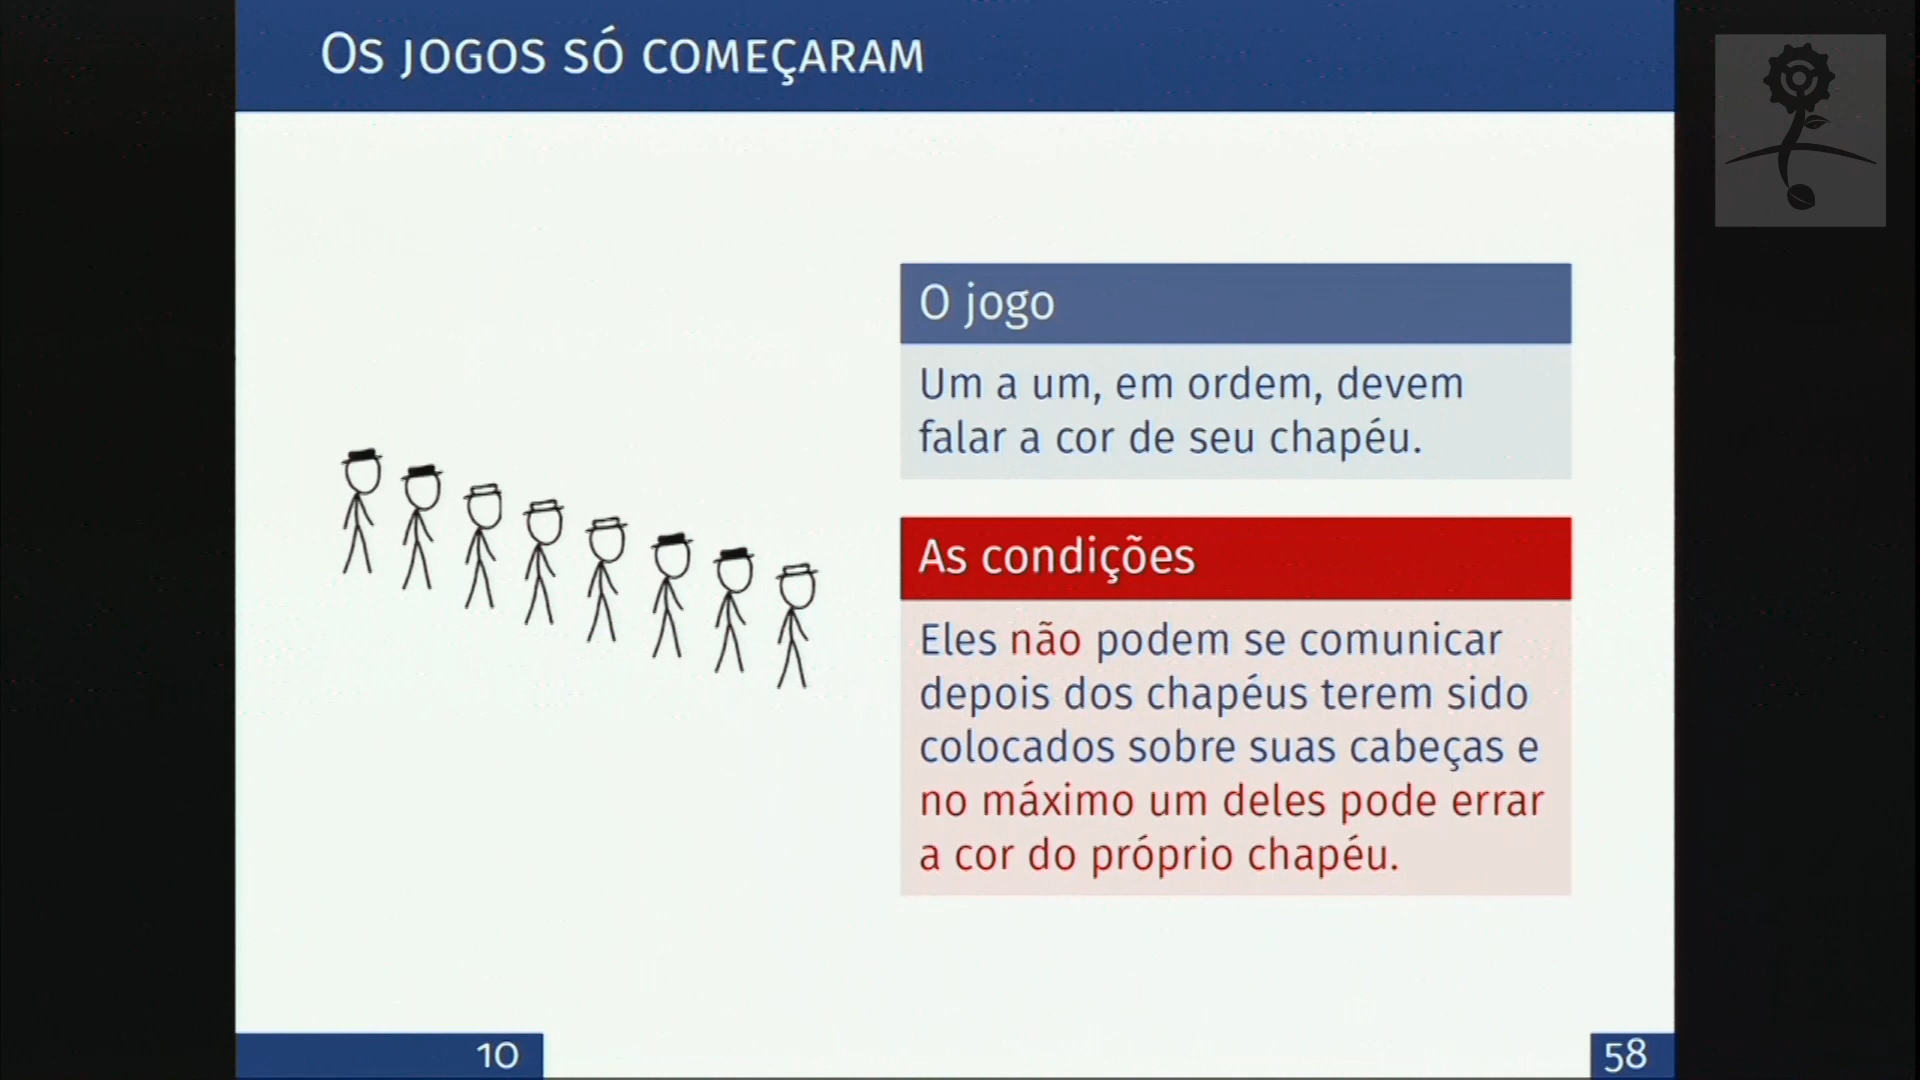 Os jogos só começaram
O jogo
Um a um, em ordem, devem
falar a cor de seu chapéu.
As condições
Eles não podem se comunicar
depois dos chapéus terem sido
colocados sobre suas cabeças e
no máximo um deles pode errar
a cor do próprio chapéu.
10
58